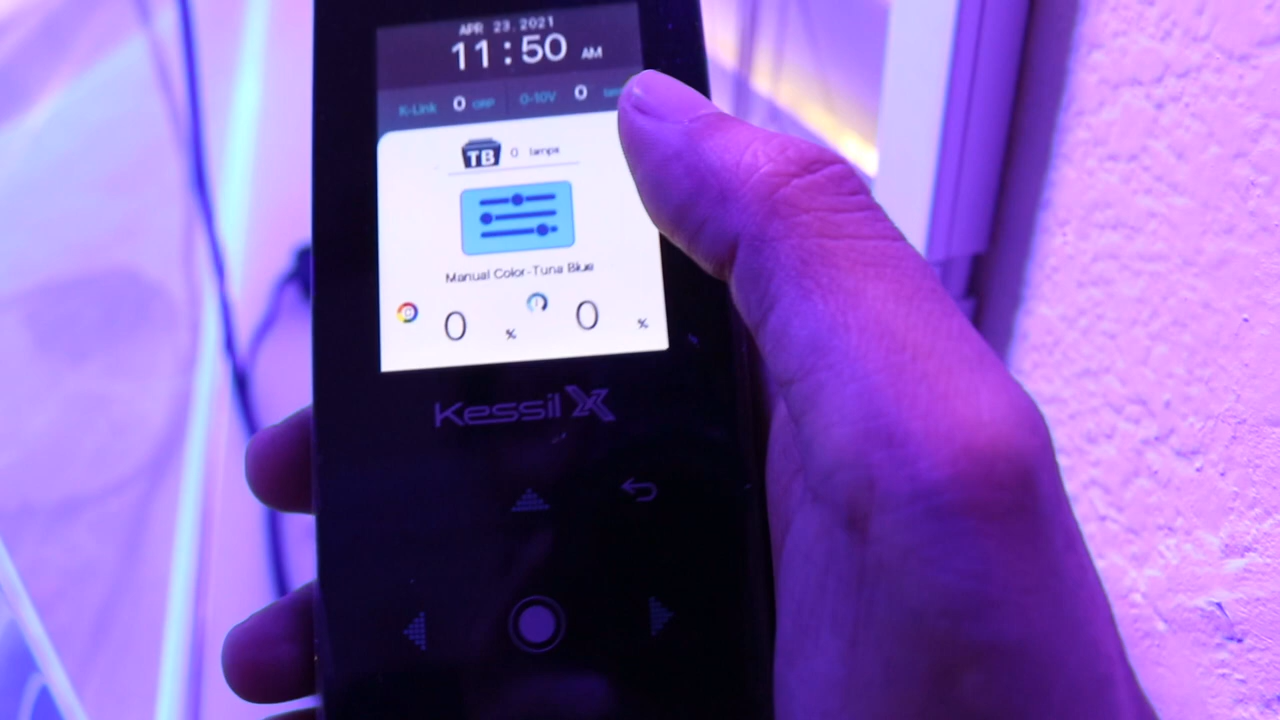 APR 23.2021
11:50 AM
K-Link 0 GRP 0-10V 0
TB 0 lamps
Manual Color-Tuna Blue
0 % 0 %
Kessil X